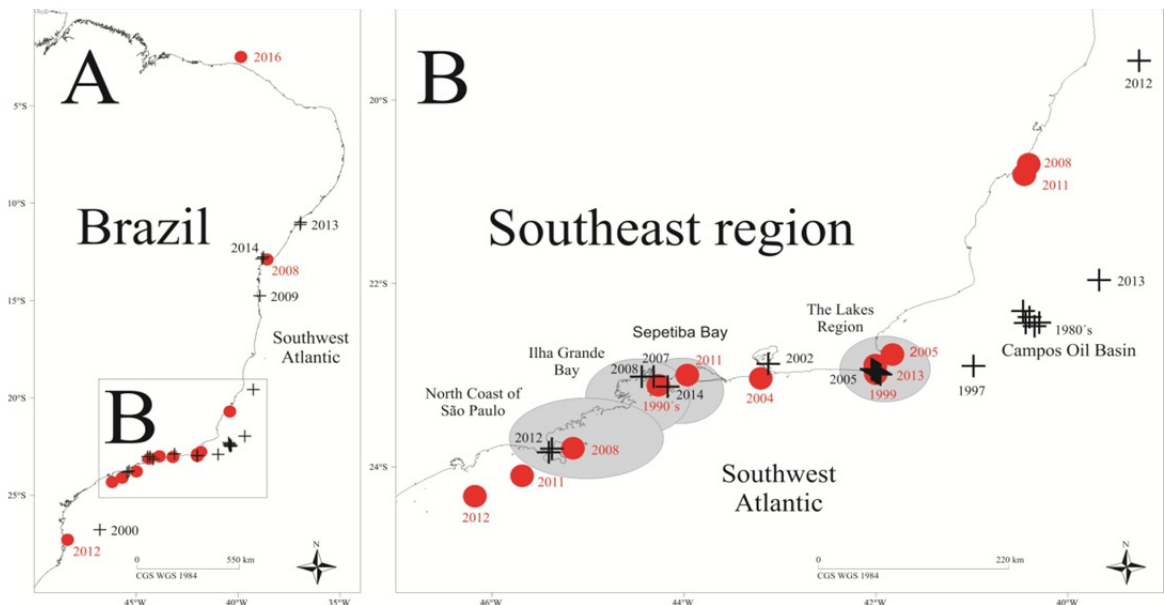 A
2016
5°S
10°S
Brazil
2013
2014
2008
2009
15°S
Southwest
Atlantic
20°S
B
25°S
2000
2012
N
0
550 km
CGS WGS 1984
45°W
40°W
35°W
B
2012
20°S
2008
2011
Southeast region
22°S
2013
The Lakes
Region
1980´s
Campos Oil Basin
Sepetiba Bay
Ilha Grande
Bay
2007
2008
2011
2002
2005
2005
2013
1997
2014
1990´s
2004
1999
North Coast of
São Paulo
2012
2008
24°S
2011
Southwest
Atlantic
2012
N
0
220 km
CGS WGS 1984
46°W
44°W
42°W
40°W